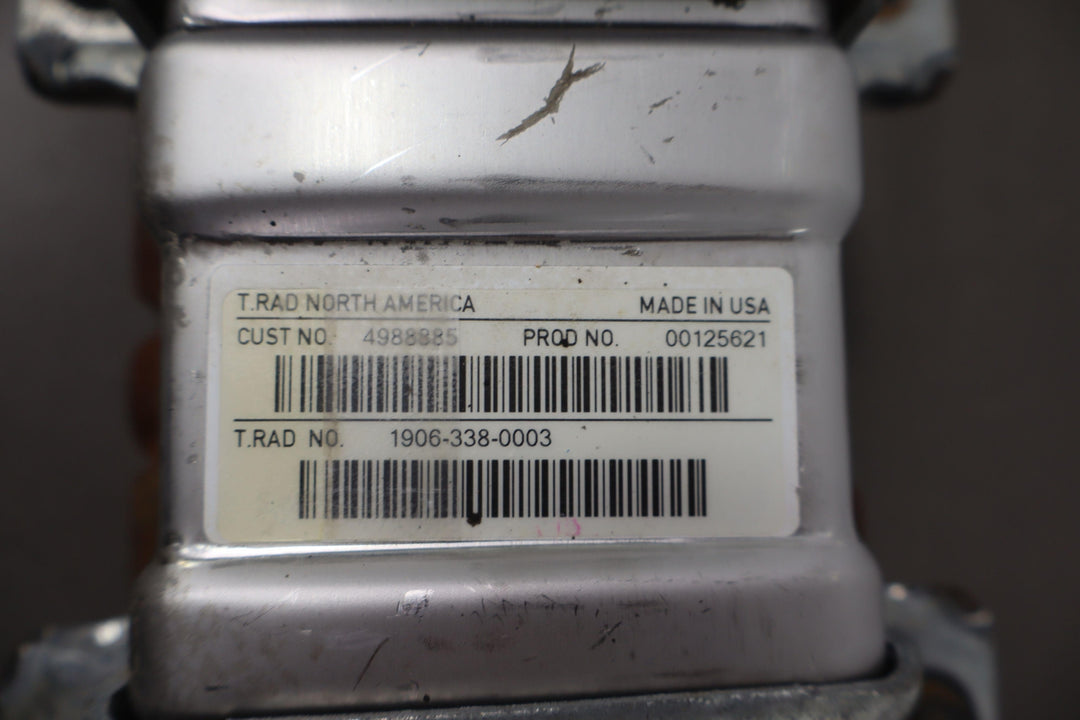 T.RAD NORTH AMERICA MADE IN USA
CUST NO. 4988885 PROD NO. 00125621
T.RAD NO. 1906-338-0003